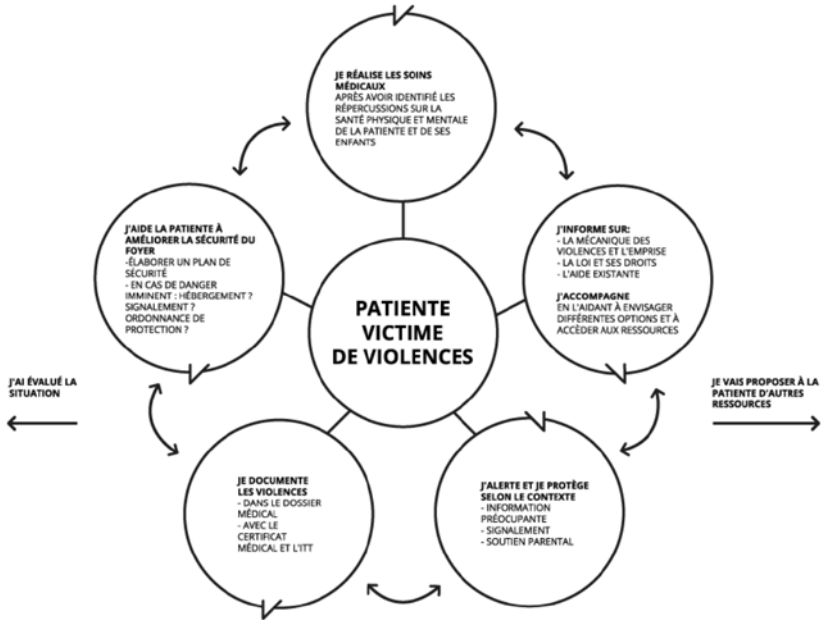 JE RÉALISE LES SOINS
MÉDICAUX
APRÈS AVOIR IDENTIFIÉ LES
RÉPERCUSSIONS SUR LA
SANTÉ PHYSIQUE ET MENTALE
DE LA PATIENTE ET DE SES
ENFANTS
J'AIDE LA PATIENTE À
AMÉLIORER LA SÉCURITÉ DU
FOYER
-ÉLABORER UN PLAN DE
SÉCURITÉ
- EN CAS DE DANGER
IMMINENT : HÉBERGEMENT ?
SIGNALEMENT ?
ORDONNANCE DE
PROTECTION ?
J'INFORME SUR:
- LA MÉCANIQUE DES
VIOLENCES ET L'EMPRISE
- LA LOI ET SES DROITS
- L'AIDE EXISTANTE
J'ACCOMPAGNE
EN L'AIDANT À ENVISAGER
DIFFÉRENTES OPTIONS ET À
ACCÈDER AUX RESSOURCES
PATIENTE
VICTIME
DE VIOLENCES
J'AI ÉVALUÉ LA
SITUATION
JE VAIS PROPOSER À LA
PATIENTE D'AUTRES
RESSOURCES
JE DOCUMENTE
LES VIOLENCES
- DANS LE DOSSIER
MÉDICAL
- AVEC LE
CERTIFICAT
MÉDICAL ET L'ITT
J'ALERTE ET JE PROTÈGE
SELON LE CONTEXTE
- INFORMATION
PRÉOCCUPANTE
- SIGNALEMENT
- SOUTIEN PARENTAL